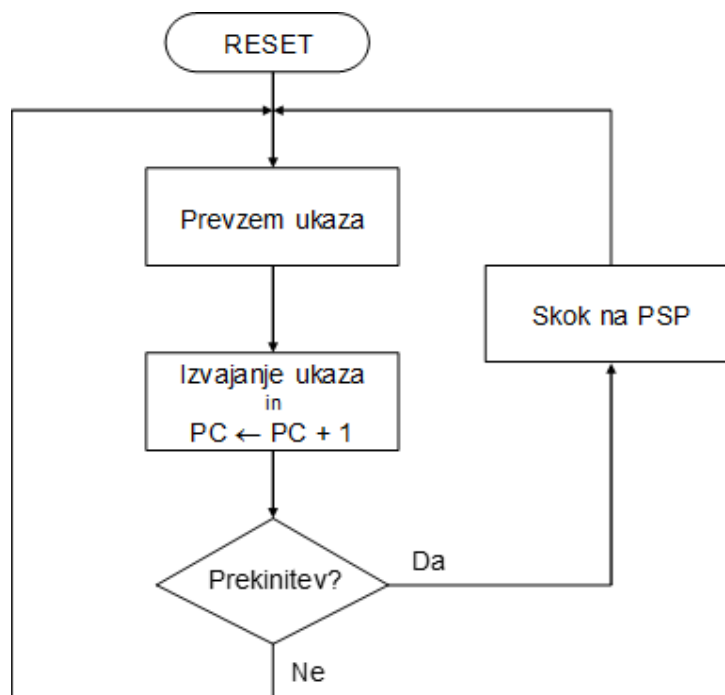 RESET
Prevzem ukaza
Skok na PSP
Izvajanje ukaza
in
PC ← PC + 1
Prekinitev?
Da
Ne